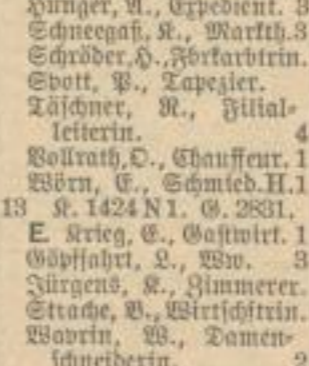 Hunger, A., Expedient. 3
Schneegaß, K., Markth. 3
Schröder, H., Fbrkarbtrin.
Spott, P., Tapezier.
Täschner, R., Filial-
leiterin. 4
Vollrath, O., Chauffeur. 1
Wörn, E., Schmied. H. 1
13 K. 1424 N 1. G. 2831.
E Krieg, E., Gastwirt. 1
Göpffahrt, L., Ww. 3
Jürgens, K., Zimmerer.
Strache, B., Wirtschftrin.
Wavrin, W., Damen-
schneiderin. 2